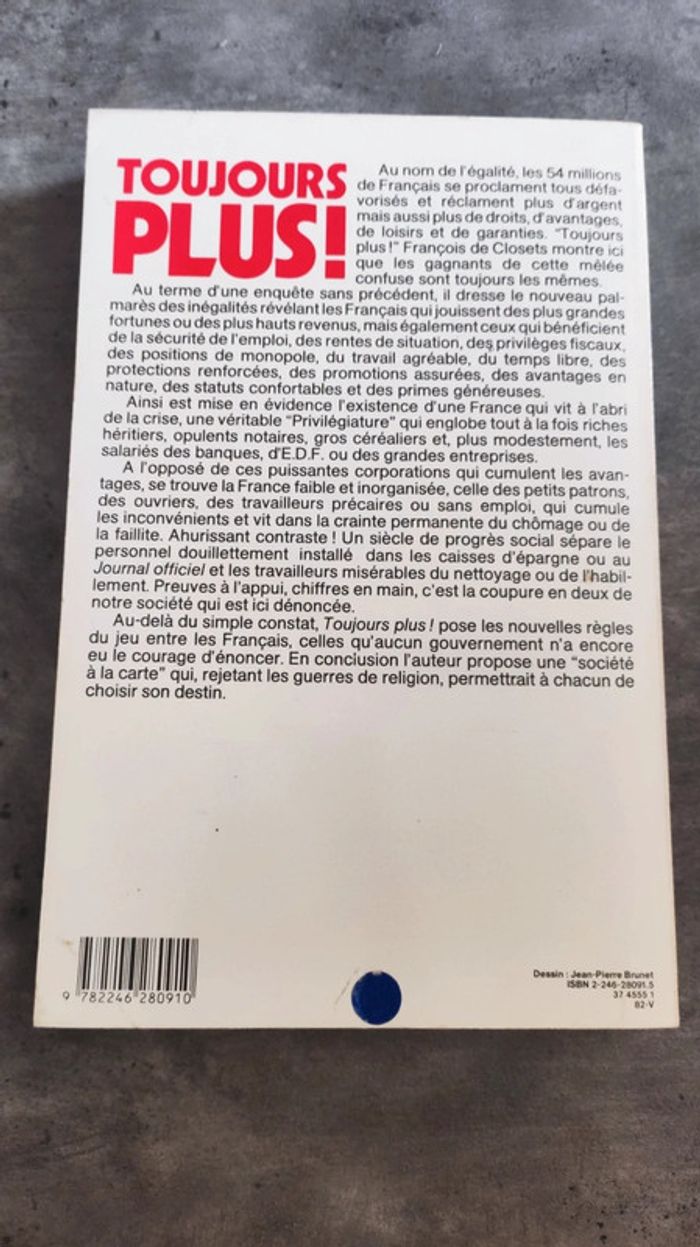 TOUJOURS
PLUS!
Au nom de l'égalité, les 54 millions
de Français se proclament tous défa-
vorisés et réclament plus d'argent
mais aussi plus de droits, d'avantages,
de loisirs et de garanties. "Toujours
plus!" François de Closets montre ici
que les gagnants de cette mêlée
confuse sont toujours les mêmes.
Au terme d'une enquête sans précédent, il dresse le nouveau pal-
marès des inégalités révélant les Français qui jouissent des plus grandes
fortunes ou des plus hauts revenus, mais également ceux qui bénéficient
de la sécurité de l'emploi, des rentes de situation, des privilèges fiscaux,
des positions de monopole, du travail agréable, du temps libre, des
protections renforcées, des promotions assurées, des avantages en
nature, des statuts confortables et des primes généreuses.
Ainsi est mise en évidence l'existence d'une France qui vit à l'abri
de la crise, une véritable "Privilégiature" qui englobe tout à la fois riches
héritiers, opulents notaires, gros céréaliers et, plus modestement, les
salariés des banques, d'E.D.F. ou des grandes entreprises.
A l'opposé de ces puissantes corporations qui cumulent les avan-
tages, se trouve la France faible et inorganisée, celle des petits patrons,
des ouvriers, des travailleurs précaires ou sans emploi, qui cumule
les inconvénients et vit dans la crainte permanente du chômage ou de
la faillite. Ahurissant contraste ! Un siècle de progrès social sépare le
personnel douillettement installé dans les caisses d'épargne ou au
Journal officiel et les travailleurs misérables du nettoyage ou de l'habil-
lement. Preuves à l'appui, chiffres en main, c'est la coupure en deux de
notre société qui est ici dénoncée.
Au-delà du simple constat, Toujours plus ! pose les nouvelles règles
du jeu entre les Français, celles qu'aucun gouvernement n'a encore
eu le courage d'énoncer. En conclusion l'auteur propose une "société
à la carte" qui, rejetant les guerres de religion, permettrait à chacun de
choisir son destin.
9 782246 280910
Dessin : Jean-Pierre Brunet
ISBN 2-246-28091.5
37 4555 1
82-V